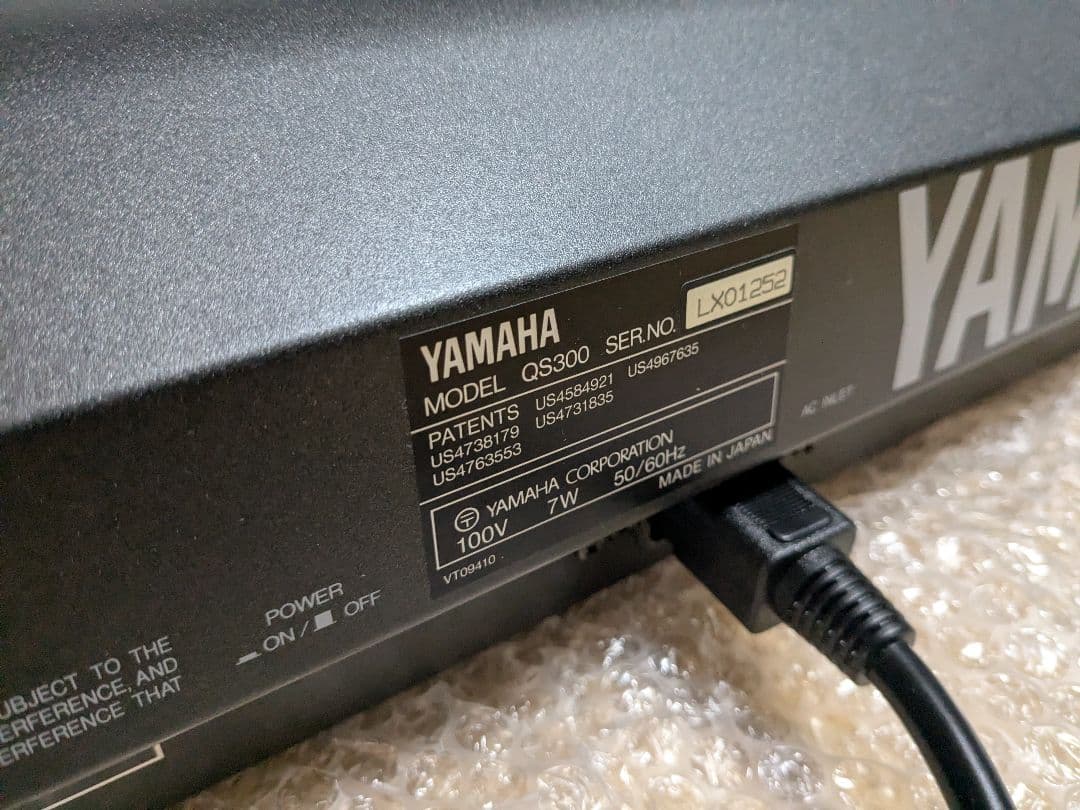 YAMAHA
MODEL QS300 SER.NO. LX01252
PATENTS US4584921 US4967635
US4738179 US4731835
US4763553
YAMAHA CORPORATION
100V 7W 50/60Hz
MADE IN JAPAN
VT09410
YAM
AC INLET
POWER
ON / OFF
UBJECT TO THE
ERFERENCE, AND
ERFERENCE THAT